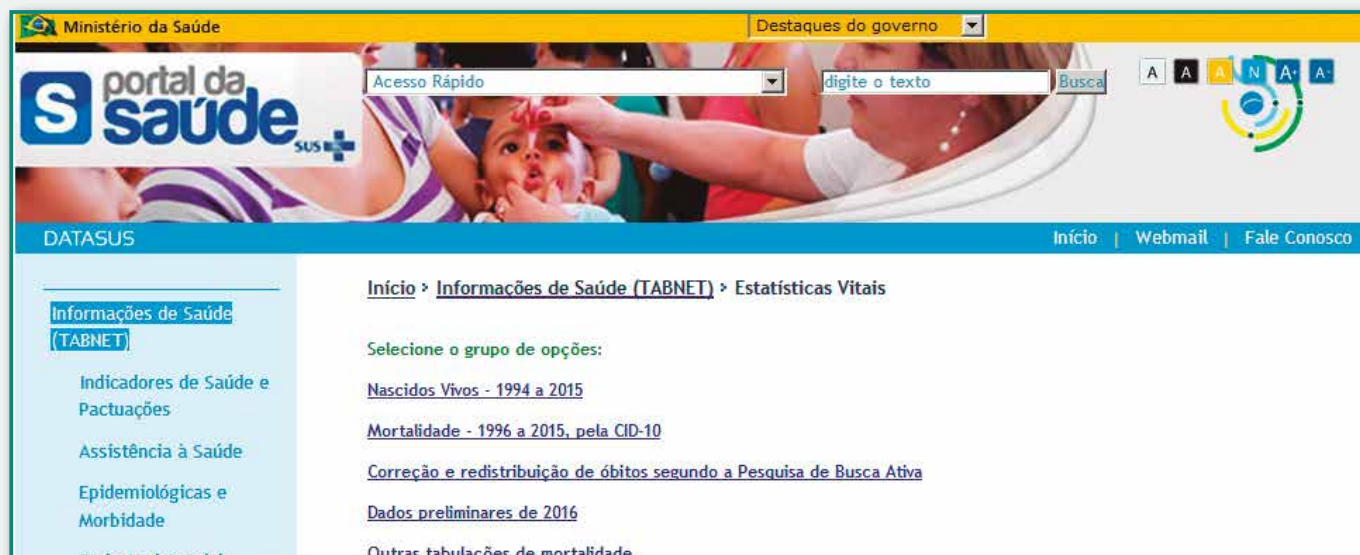 Ministério da Saúde
Destaques do governo
portal da
saúde
SUS
Acesso Rápido
digite o texto
Busca
A A A N A+ A-
DATASUS
Início | Webmail | Fale Conosco
Informações de Saúde
(TABNET)
Indicadores de Saúde e
Pactuações
Assistência à Saúde
Epidemiológicas e
Morbidade
Início > Informações de Saúde (TABNET) > Estatísticas Vitais
Selecione o grupo de opções:
Nascidos Vivos - 1994 a 2015
Mortalidade - 1996 a 2015, pela CID-10
Correção e redistribuição de óbitos segundo a Pesquisa de Busca Ativa
Dados preliminares de 2016
Outras tabulações de mortalidade